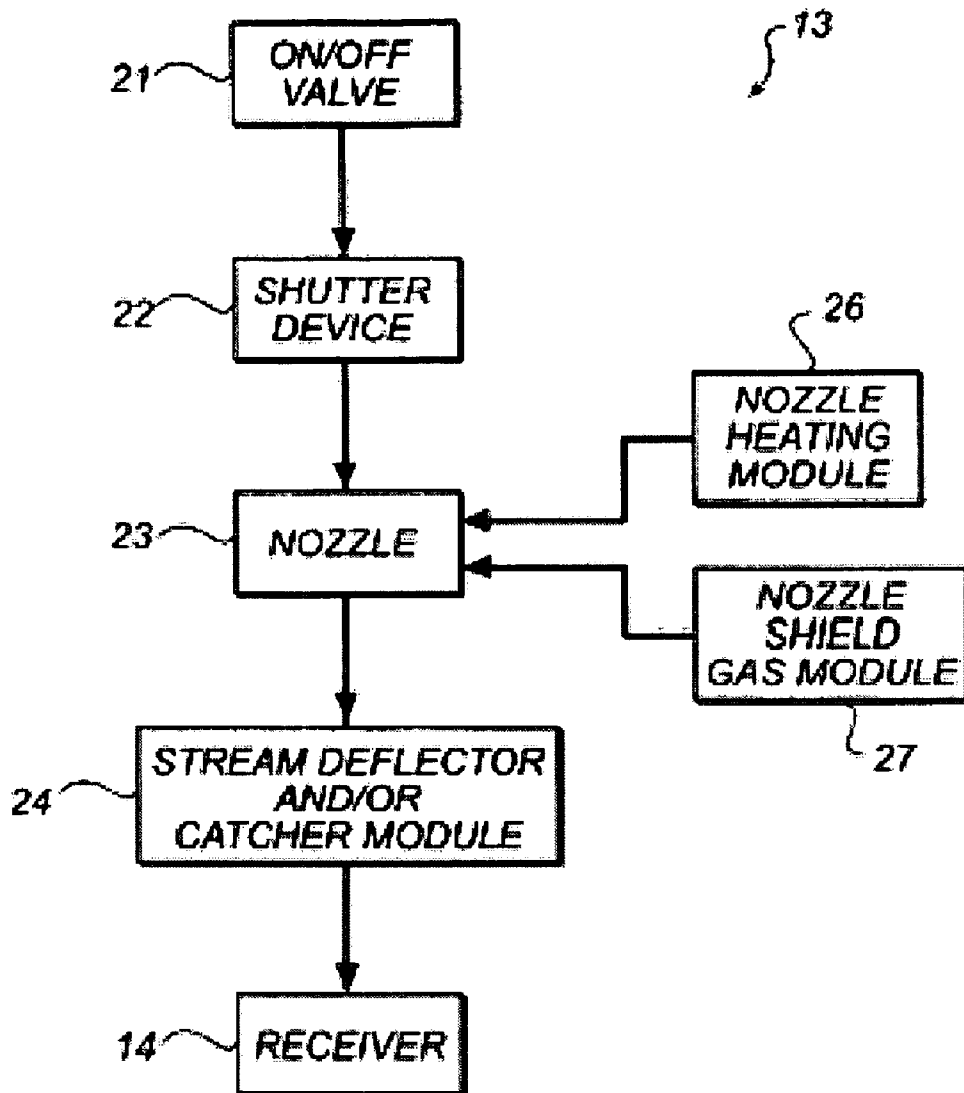 13
21
ON/OFF
VALVE
22
SHUTTER
DEVICE
26
NOZZLE
HEATING
MODULE
23
NOZZLE
NOZZLE
SHIELD
GAS MODULE
27
24
STREAM DEFLECTOR
AND/OR
CATCHER MODULE
14
RECEIVER